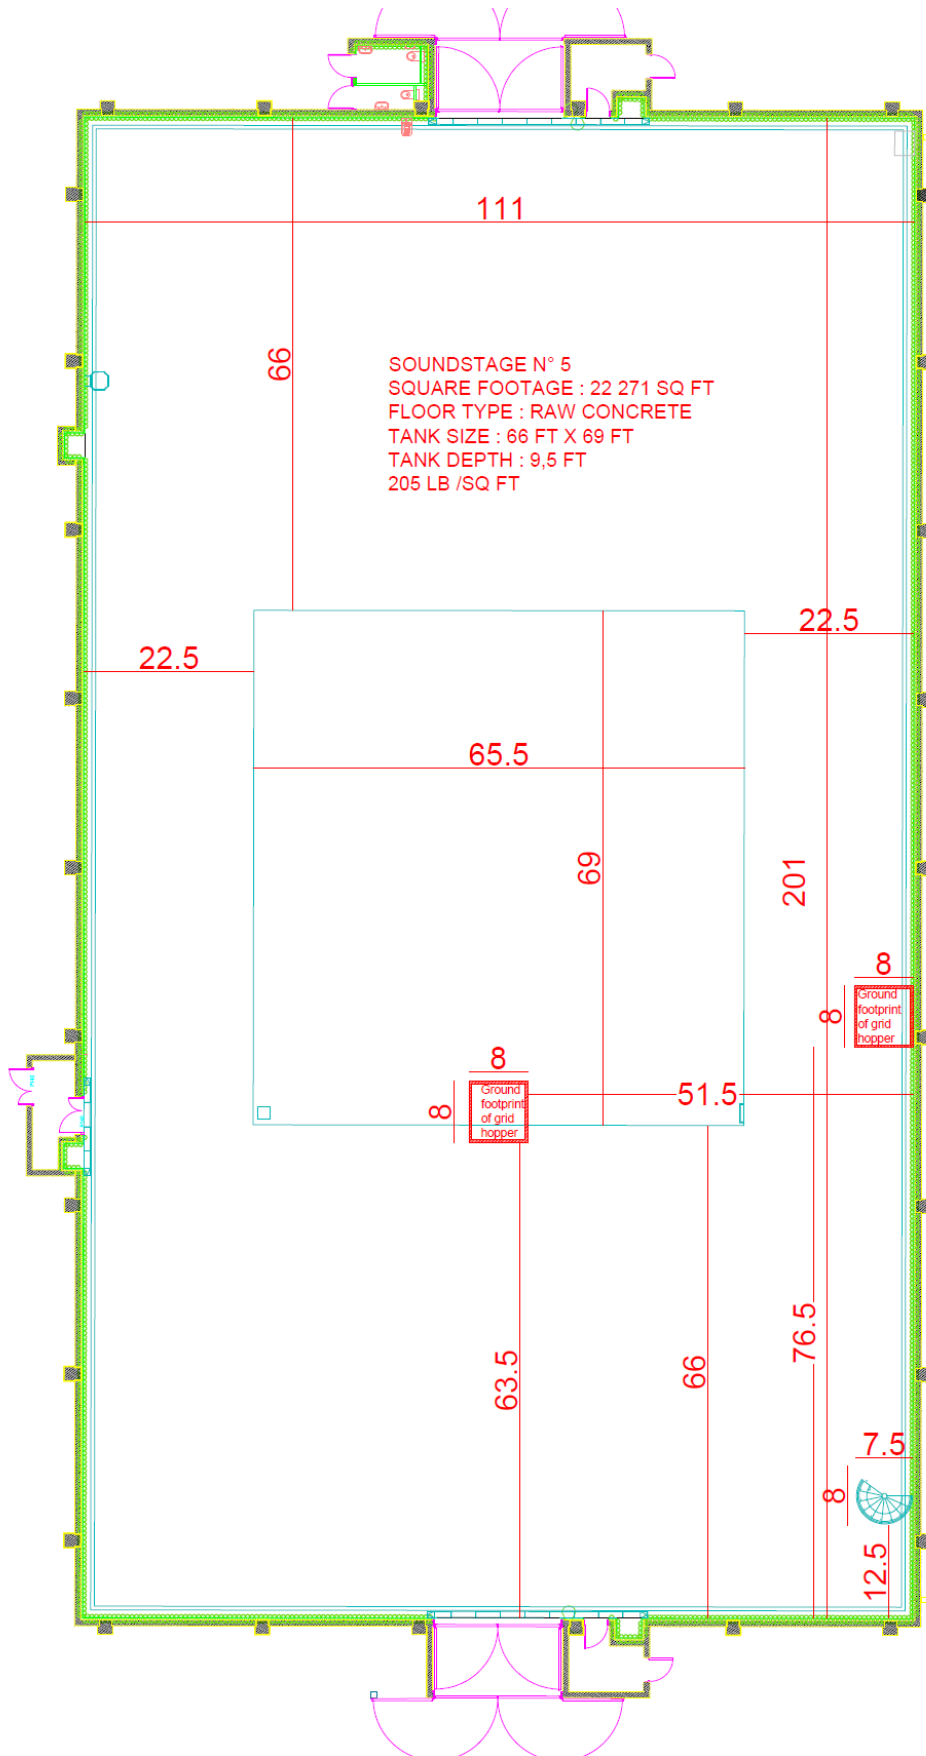 111
66
SOUNDSTAGE N° 5
SQUARE FOOTAGE : 22 271 SQ FT
FLOOR TYPE : RAW CONCRETE
TANK SIZE : 66 FT X 69 FT
TANK DEPTH : 9,5 FT
205 LB /SQ FT
22.5
22.5
65.5
69
201
8
8
Ground
footprint
of grid
hopper
8
8
Ground
footprint
of grid
hopper
51.5
63.5
66
76.5
7.5
8
12.5